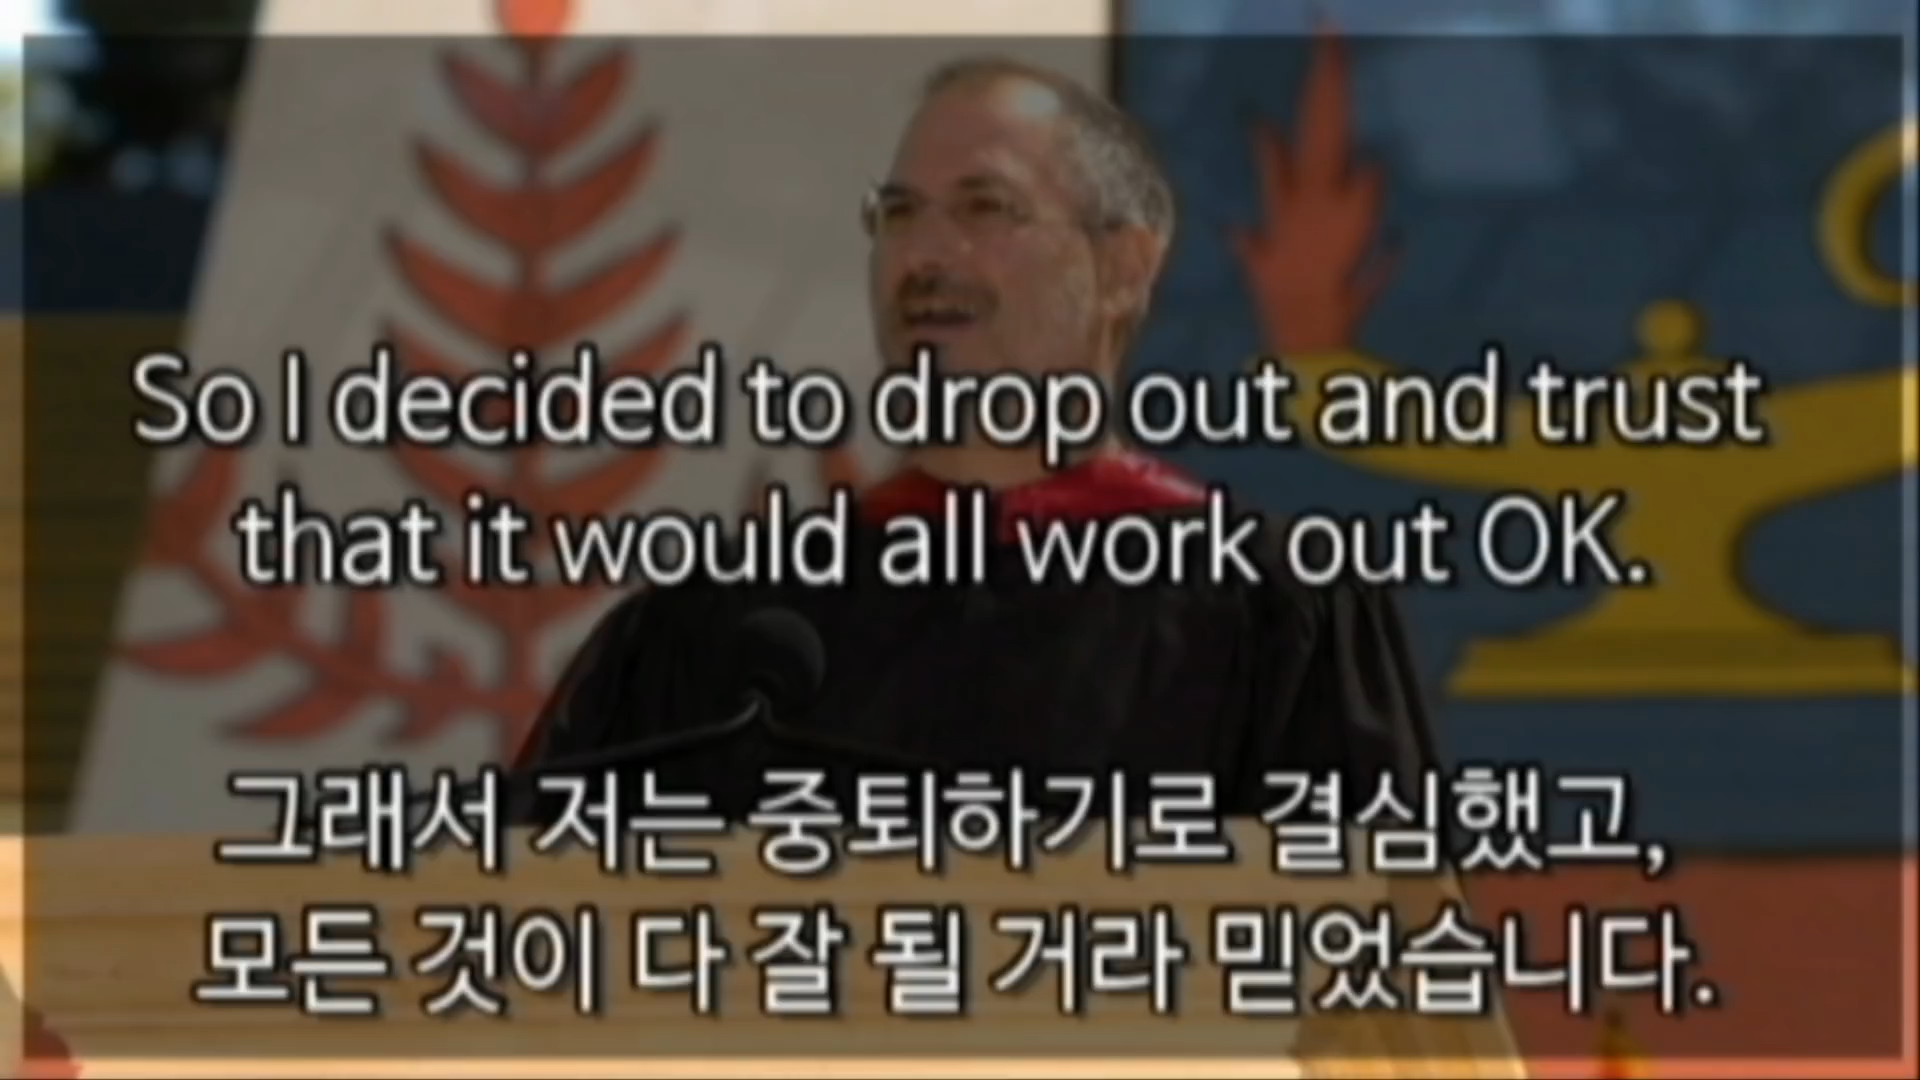 So I decided to drop out and trust
that it would all work out OK.
그래서 저는 중퇴하기로 결심했고,
모든 것이 다 잘 될 거라 믿었습니다.